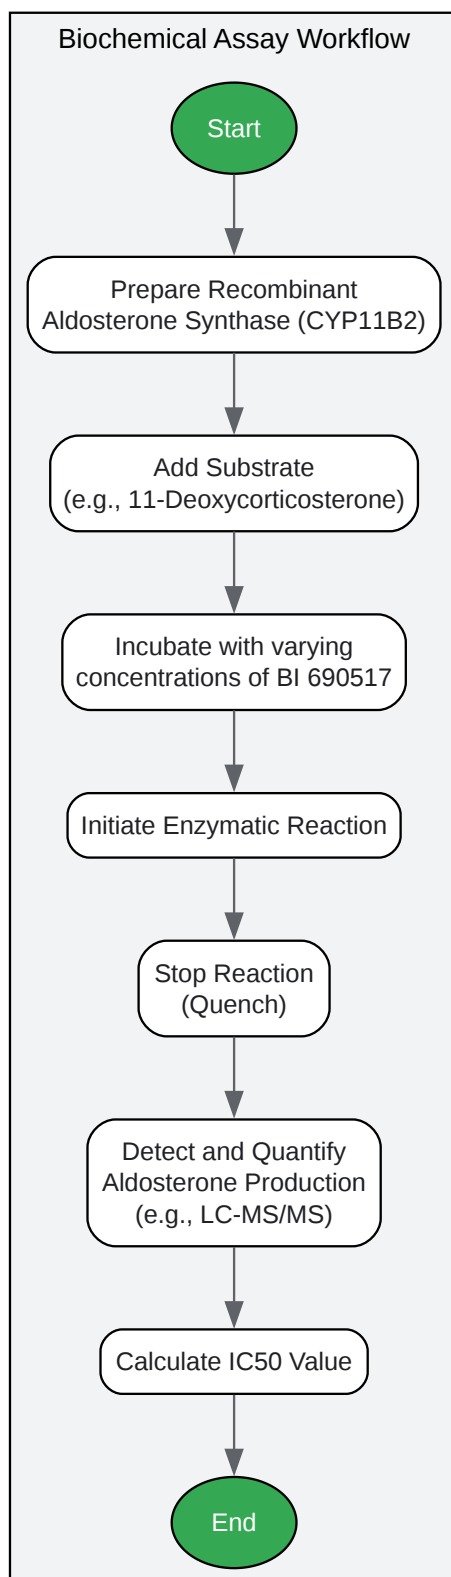 Biochemical Assay Workflow
Start
Prepare Recombinant
Aldosterone Synthase (CYP11B2)
Add Substrate
(e.g., 11-Deoxycorticosterone)
Incubate with varying
concentrations of BI 690517
Initiate Enzymatic Reaction
Stop Reaction
(Quench)
Detect and Quantify
Aldosterone Production
(e.g., LC-MS/MS)
Calculate IC50 Value
End